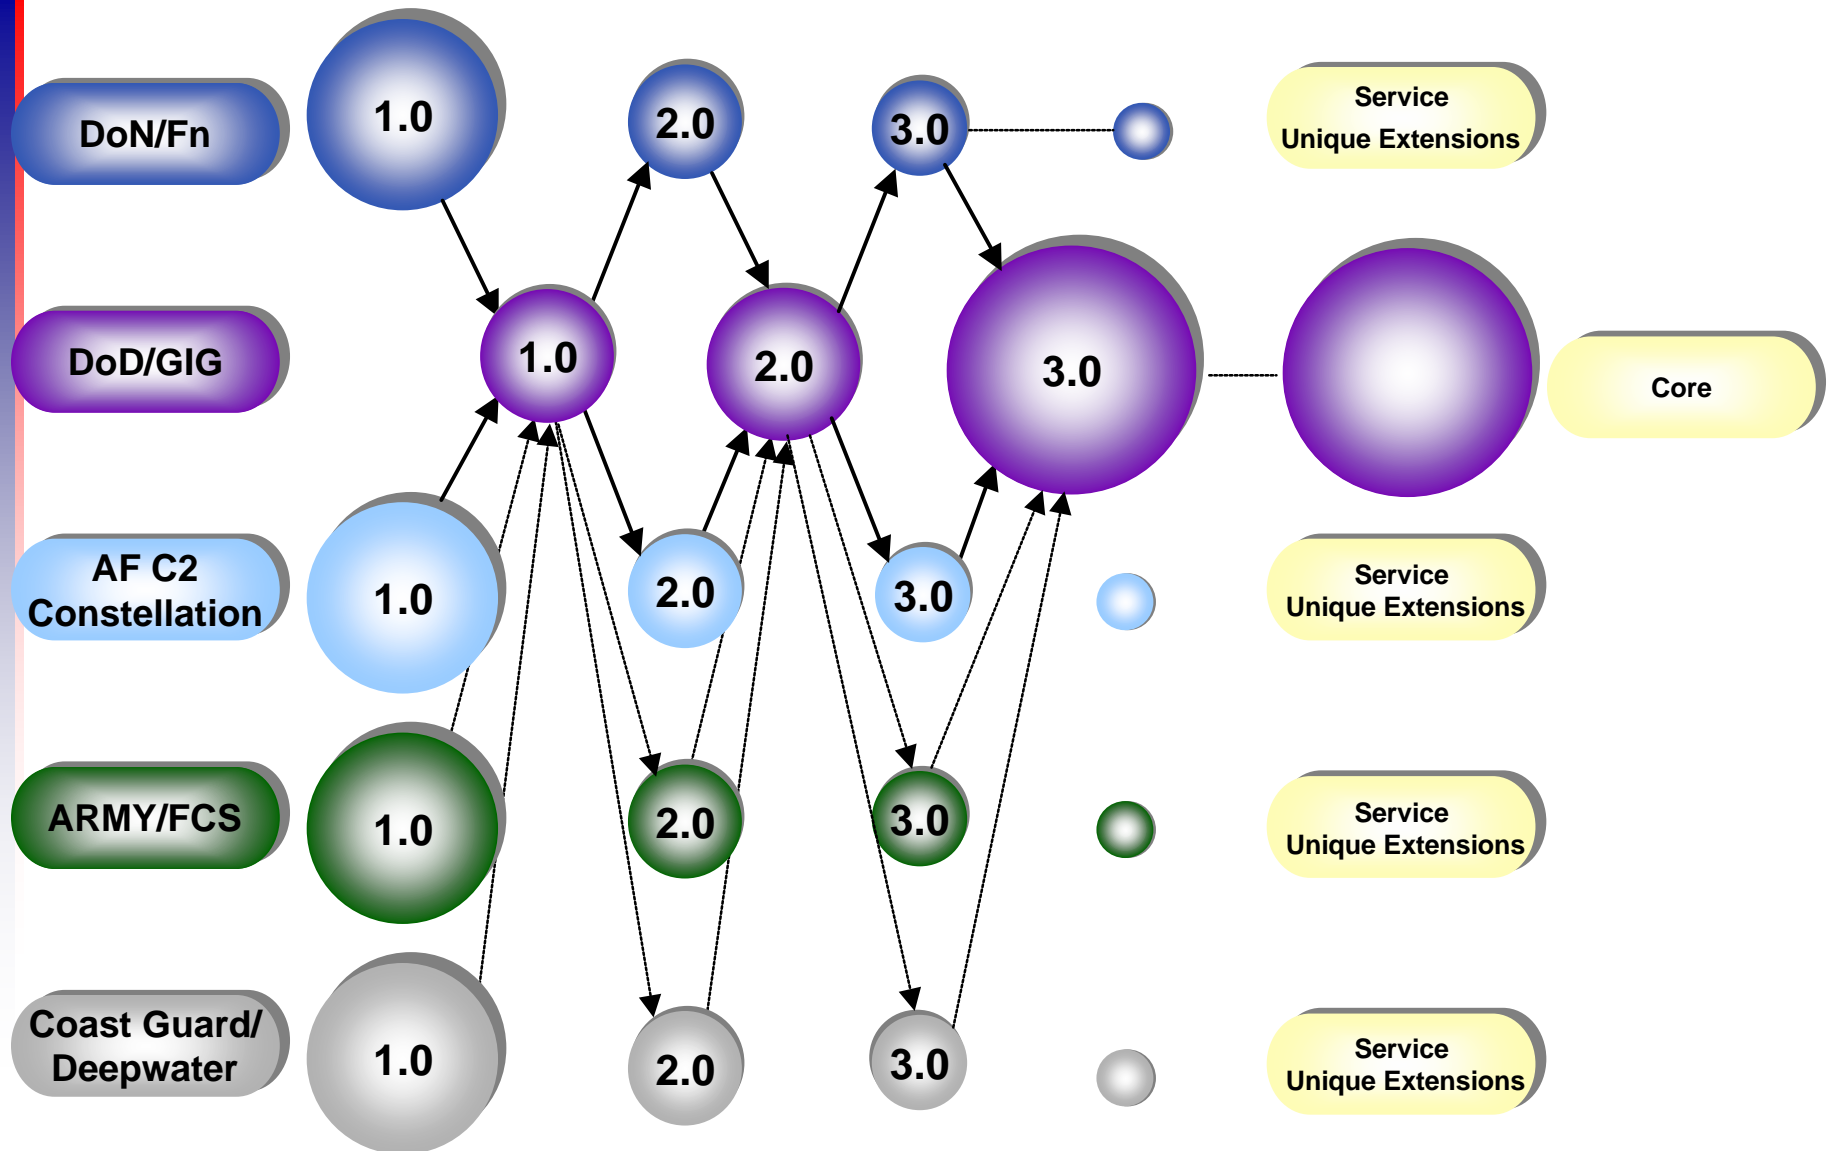 DoN/Fn
1.0
2.0
3.0
Service
Unique Extensions
DoD/GIG
1.0
2.0
3.0
Core
AF C2
Constellation
1.0
2.0
3.0
Service
Unique Extensions
ARMY/FCS
1.0
2.0
3.0
Service
Unique Extensions
Coast Guard/
Deepwater
1.0
2.0
3.0
Service
Unique Extensions